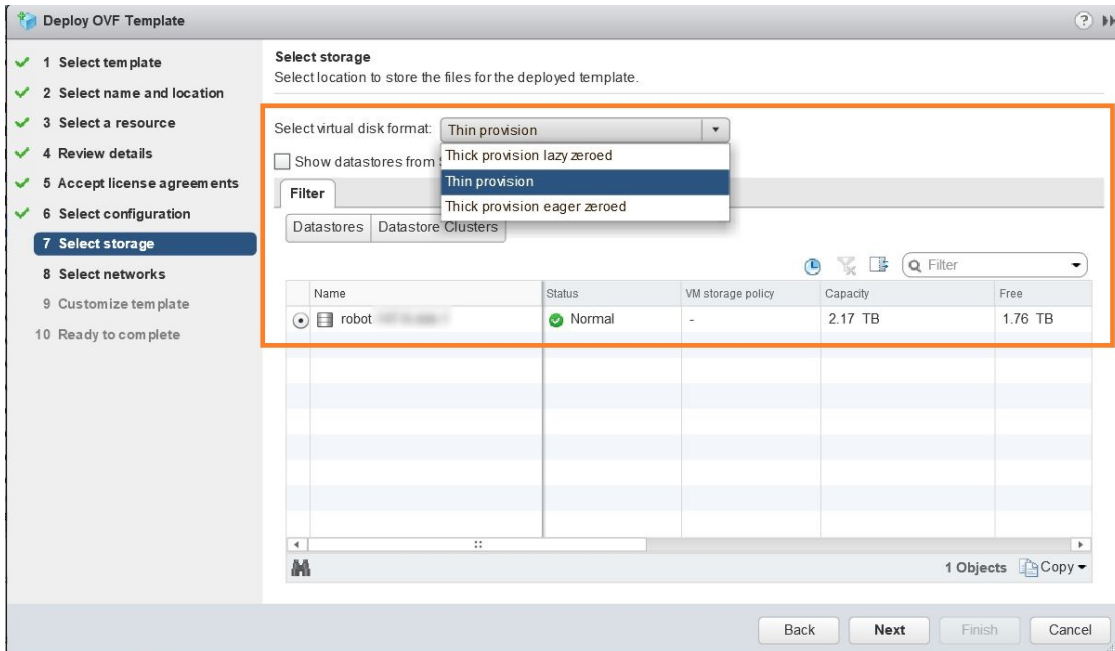 Deploy OVF Template
1 Select template
2 Select name and location
3 Select a resource
4 Review details
5 Accept license agreements
6 Select configuration
7 Select storage
8 Select networks
9 Customize template
10 Ready to complete
Select storage
Select location to store the files for the deployed template.
Select virtual disk format: Thin provision
Thick provision lazy zeroed
Thin provision
Thick provision eager zeroed
Show datastores from
Filter
Datastores Datastore Clusters
Filter
Name Status VM storage policy Capacity Free
robot Normal - 2.17 TB 1.76 TB
1 Objects Copy
Back Next Finish Cancel